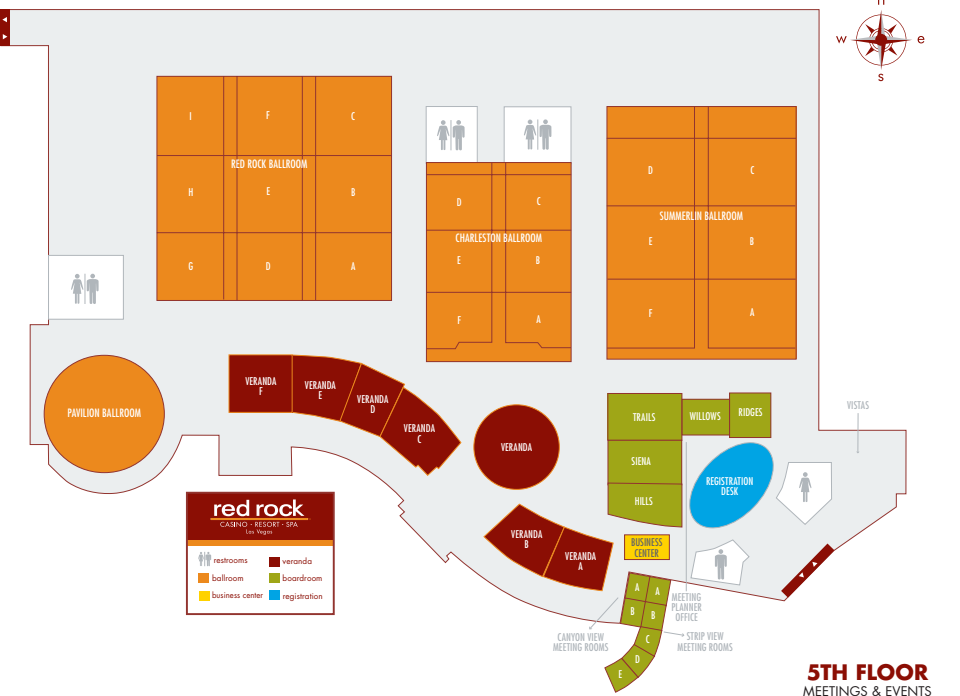 n
w
e
s
I
F
C
RED ROCK BALLROOM
H
E
B
G
D
A
D
C
CHARLESTON BALLROOM
E
B
F
A
D
C
SUMMERLIN BALLROOM
E
B
F
A
PAVILION BALLROOM
VERANDA
F
VERANDA
E
VERANDA
D
VERANDA
C
VERANDA
VERANDA
B
VERANDA
A
TRAILS
WILLOWS
RIDGES
SIENA
HILLS
REGISTRATION
DESK
VISTAS
BUSINESS
CENTER
MEETING
PLANNER
OFFICE
A
A
B
B
C
D
E
CANYON VIEW
MEETING ROOMS
STRIP VIEW
MEETING ROOMS
red rock
CASINO · RESORT · SPA
Las Vegas
restrooms
veranda
ballroom
boardroom
business center
registration
5TH FLOOR
MEETINGS & EVENTS